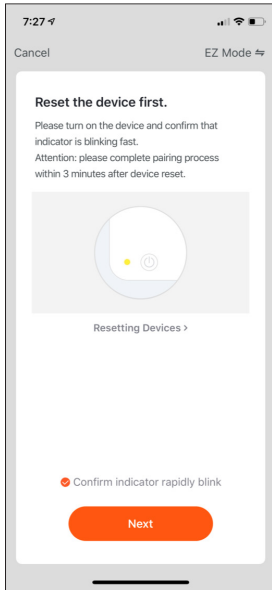 7:27
Cancel
EZ Mode
Reset the device first.
Please turn on the device and confirm that
indicator is blinking fast.
Attention: please complete pairing process
within 3 minutes after device reset.
Resetting Devices >
Confirm indicator rapidly blink
Next